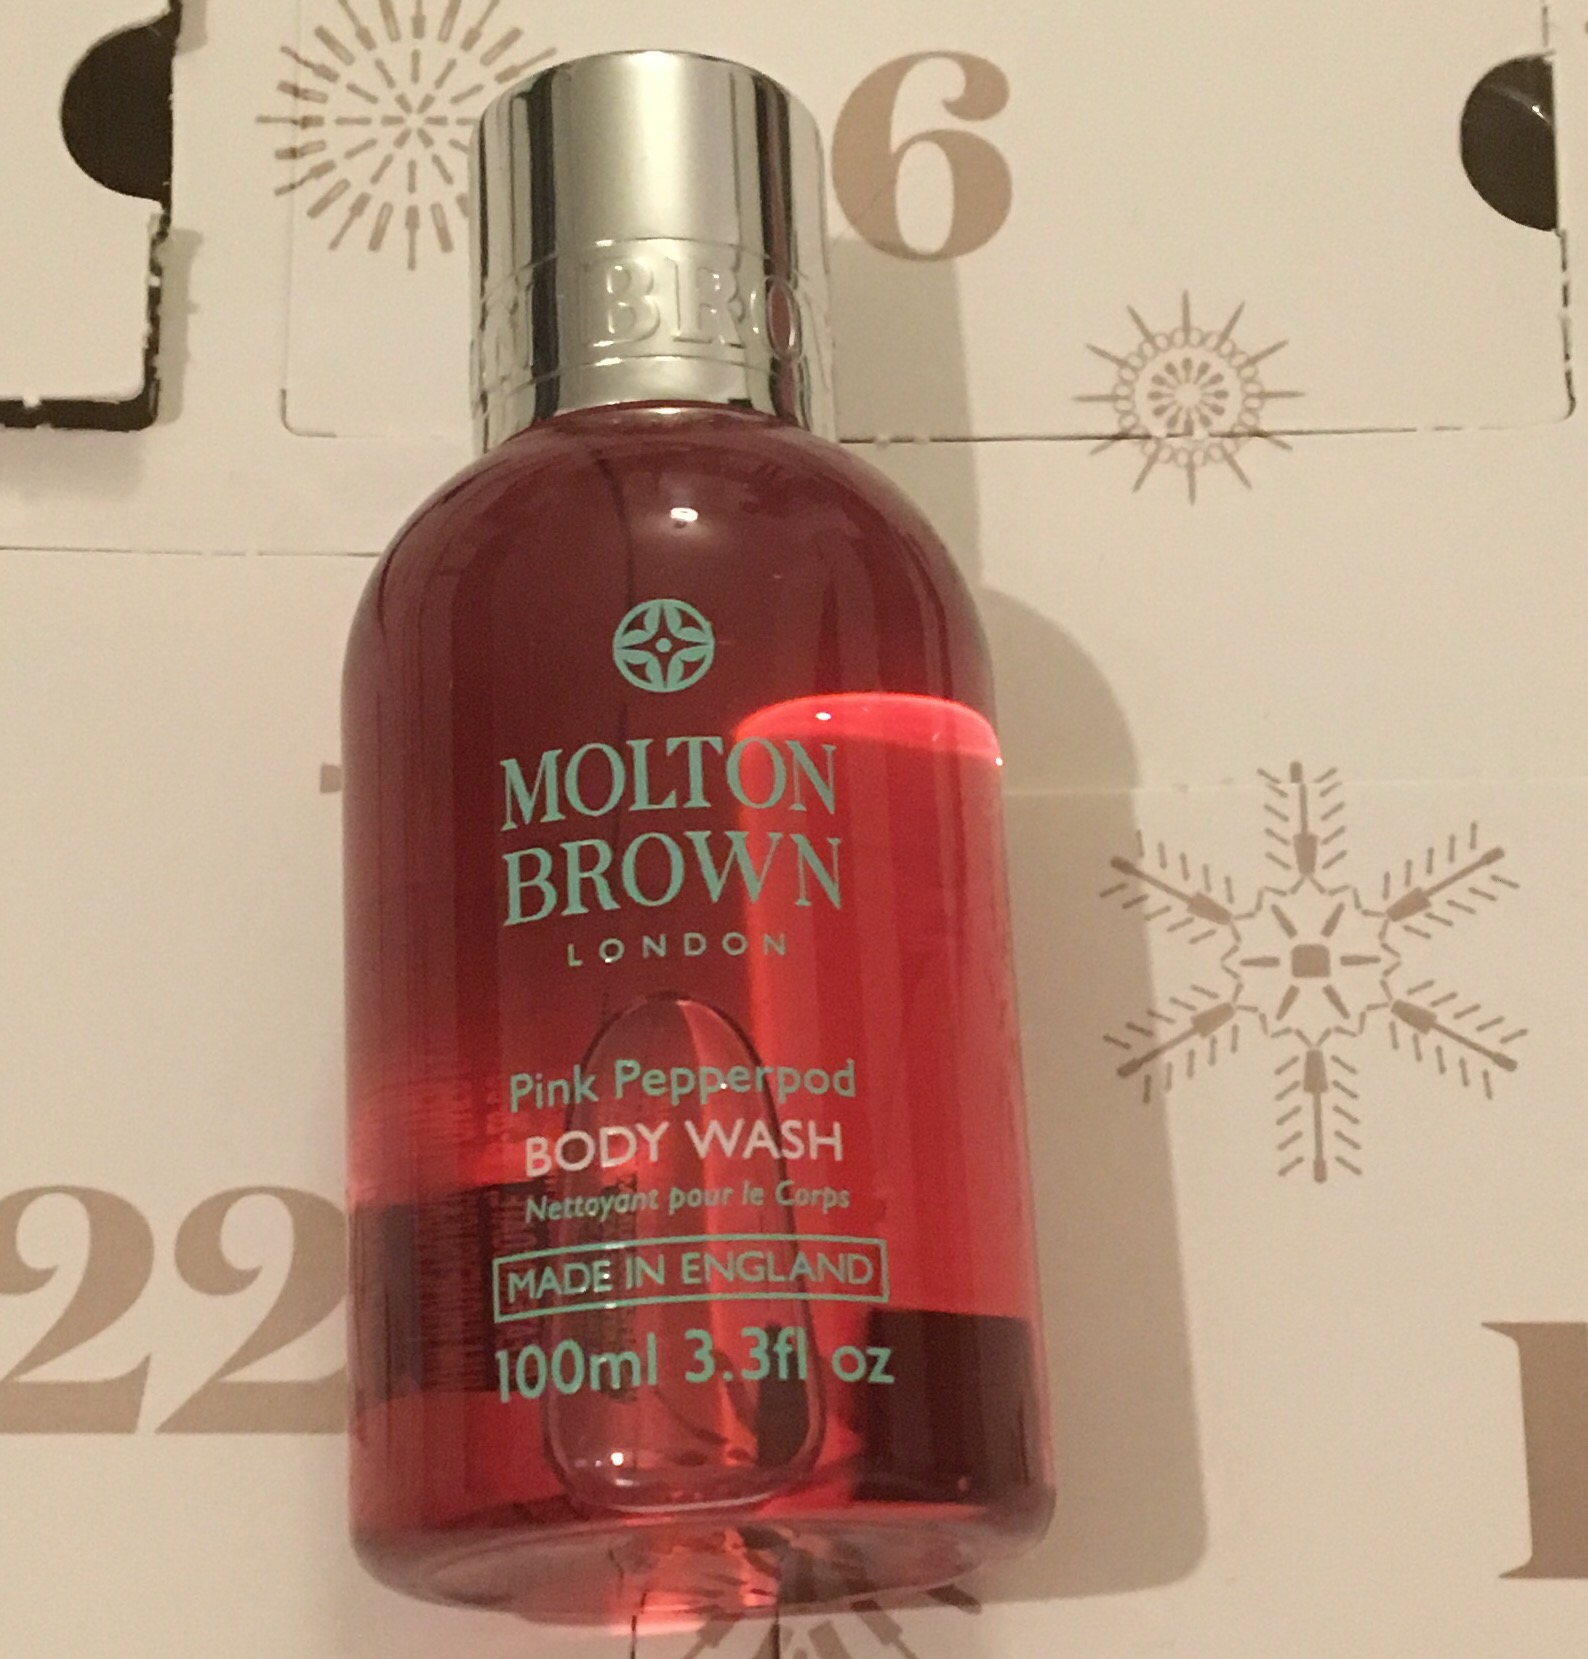 6
BRO
MOLTON
BROWN
LONDON
Pink Pepperpod
BODY WASH
Nettoyant pour le Corps
MADE IN ENGLAND
100ml 3.3fl oz
22